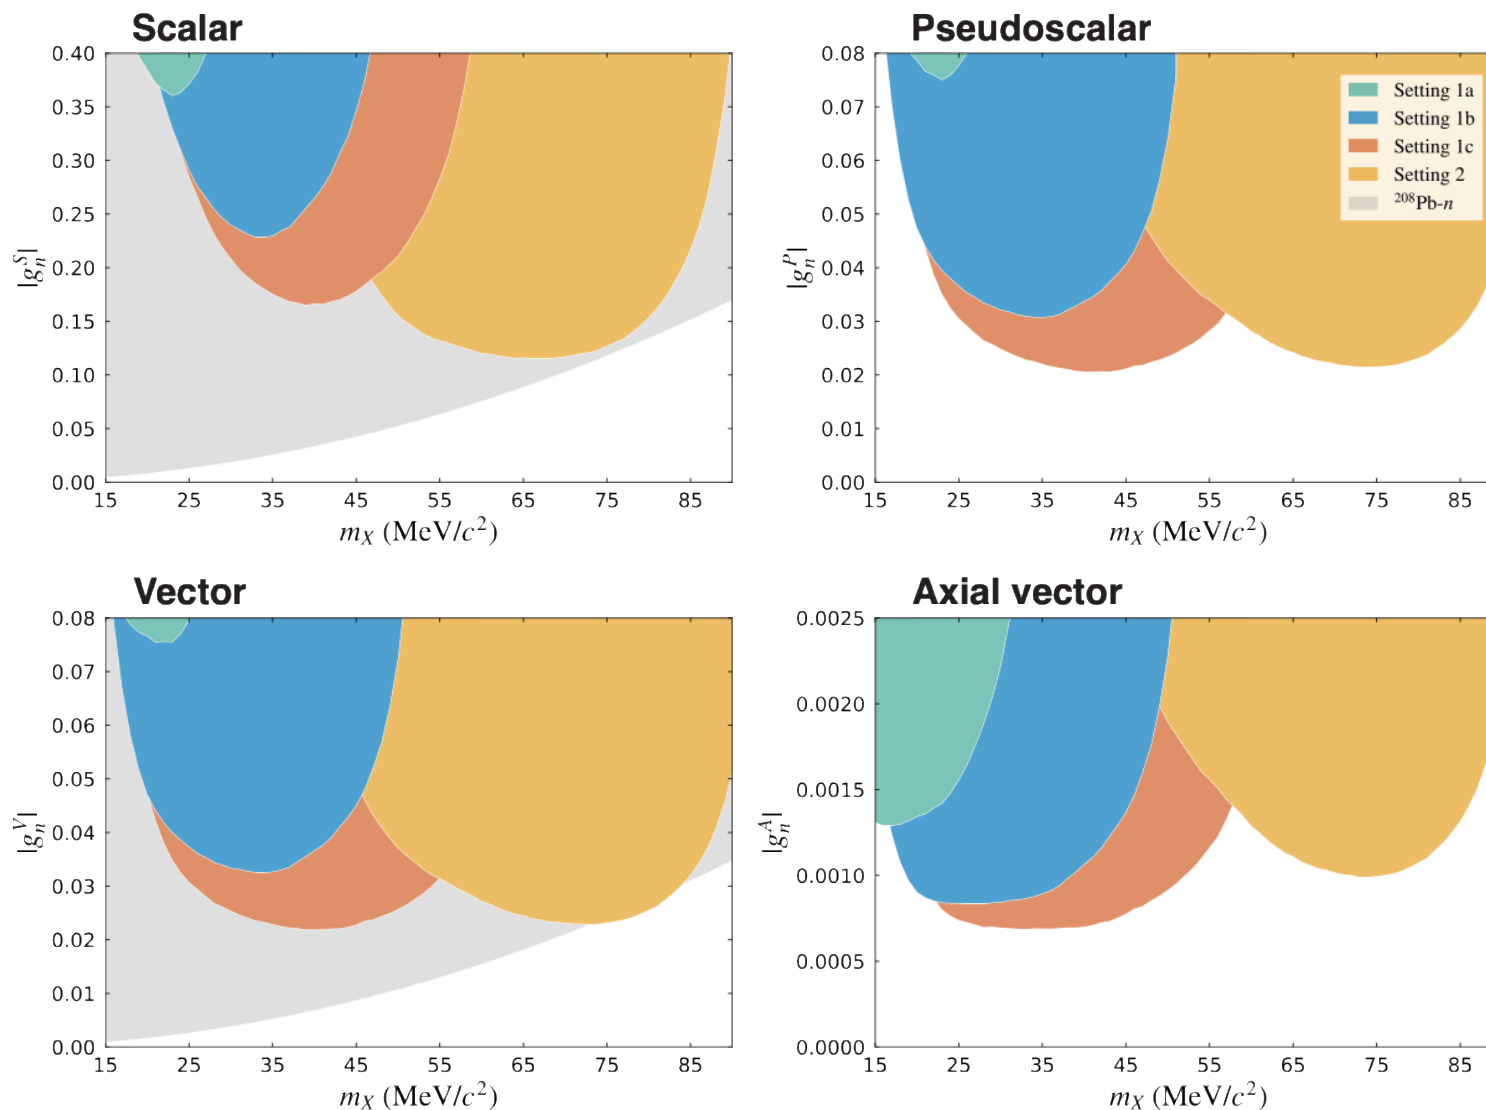 Scalar
Pseudoscalar
0.40
0.35
0.30
0.25
0.20
0.15
0.10
0.05
0.00
|g_n^S|
15 25 35 45 55 65 75 85
m_X (MeV/c^2)
0.08
0.07
0.06
0.05
0.04
0.03
0.02
0.01
0.00
|g_n^P|
15 25 35 45 55 65 75 85
m_X (MeV/c^2)
Setting 1a
Setting 1b
Setting 1c
Setting 2
^208Pb-n
Vector
Axial vector
0.08
0.07
0.06
0.05
0.04
0.03
0.02
0.01
0.00
|g_n^V|
15 25 35 45 55 65 75 85
m_X (MeV/c^2)
0.0025
0.0020
0.0015
0.0010
0.0005
0.0000
|g_n^A|
15 25 35 45 55 65 75 85
m_X (MeV/c^2)